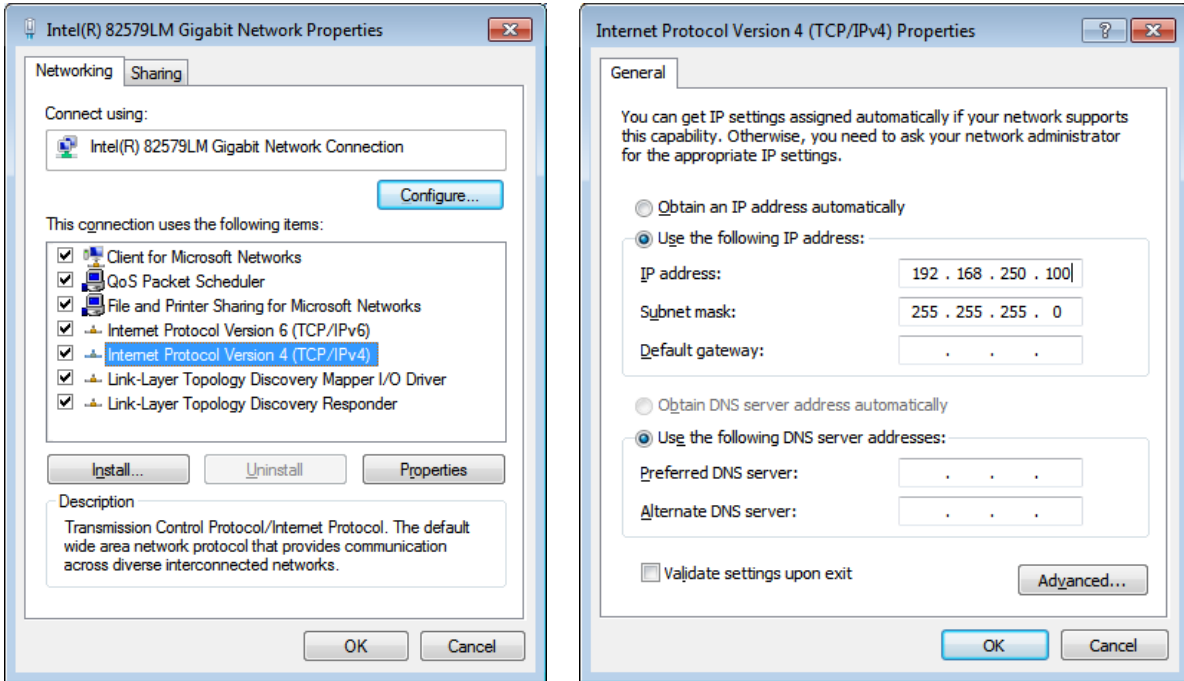 Intel(R) 82579LM Gigabit Network Properties
Networking
Sharing
Connect using:
Intel(R) 82579LM Gigabit Network Connection
Configure...
This connection uses the following items:
Client for Microsoft Networks
QoS Packet Scheduler
File and Printer Sharing for Microsoft Networks
Internet Protocol Version 6 (TCP/IPv6)
Internet Protocol Version 4 (TCP/IPv4)
Link-Layer Topology Discovery Mapper I/O Driver
Link-Layer Topology Discovery Responder
Install...
Uninstall
Properties
Description
Transmission Control Protocol/Internet Protocol. The default
wide area network protocol that provides communication
across diverse interconnected networks.
OK
Cancel
Internet Protocol Version 4 (TCP/IPv4) Properties
General
You can get IP settings assigned automatically if your network supports
this capability. Otherwise, you need to ask your network administrator
for the appropriate IP settings.
Obtain an IP address automatically
Use the following IP address:
IP address: 192 . 168 . 250 . 100
Subnet mask: 255 . 255 . 255 . 0
Default gateway: . . .
Obtain DNS server address automatically
Use the following DNS server addresses:
Preferred DNS server: . . .
Alternate DNS server: . . .
Validate settings upon exit
Advanced...
OK
Cancel